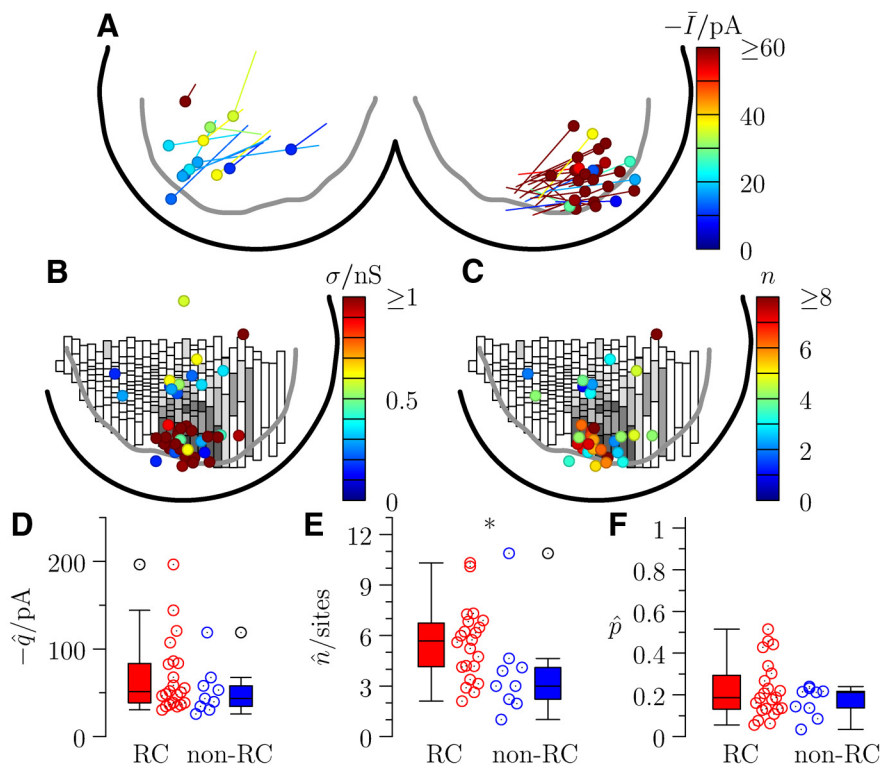 A
−Ī/pA
≥60
40
20
0
B
σ/nS
≥1
0.5
0
C
n
≥8
6
4
2
0
D
−q̂/pA
200
100
0
RC
non-RC
E
n̂/sites
*
12
9
6
3
0
RC
non-RC
F
p̂
1
0.8
0.6
0.4
0.2
0
RC
non-RC